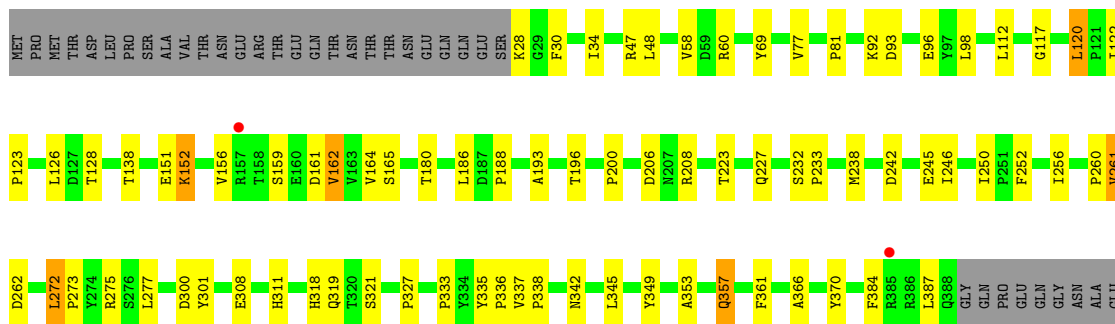 MET PRO MET THR ASP LEU PRO SER ALA VAL THR ASN GLU ARG THR GLU GLN THR ASN THR THR ASN GLU GLN GLN GLU SER K28 G29 F30 I34 R47 L48 V58 D59 R60 Y69 V77 P81 K92 D93 E96 Y97 L98 L112 G117 L120 P121
P123 L126 D127 T128 T138 E151 K152 V156 R157 T158 S159 E160 D161 V162 V163 V164 S165 T180 L186 D187 P188 A193 T196 P200 D206 N207 R208 T223 Q227 S232 P233 M238 D242 E245 I246 I250 P251 F252 I256 P260 V261
D262 L272 P273 Y274 R275 S276 L277 D300 Y301 E308 H311 H318 Q319 T320 S321 P327 P333 Y334 Y335 P336 V337 P338 N342 L345 Y349 A353 Q357 F361 A366 Y370 F384 R385 R386 L387 Q388 GLY GLN PRO GLU GLN GLY ASN ALA GLU